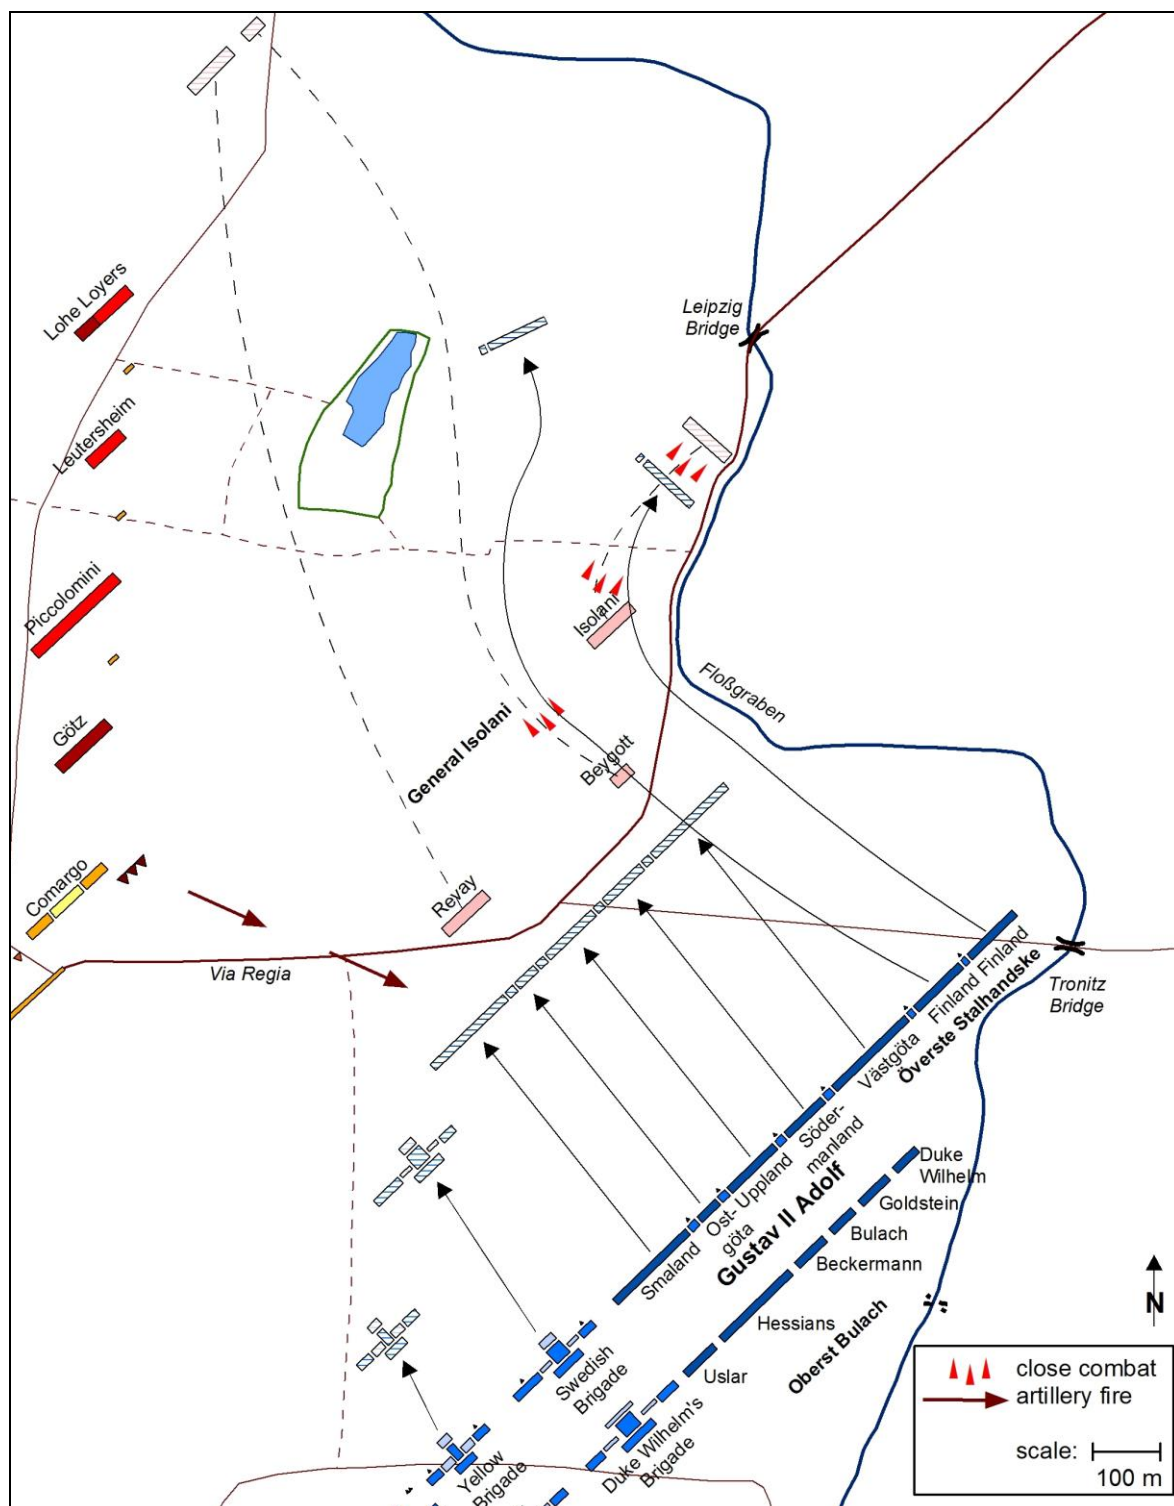 Lohe Loyers
Leipzig
Bridge
Leutersheim
Piccolomini
Isolani
Floßgraben
General Isolani
Götz
Beygott
Comargo
Revay
Via Regia
Tronitz
Bridge
Finland
Finland
Överste Stalhandske
Västgöta
Söder-
manland
Uppland
Ost-
göta
Smaland
Gustav II Adolf
Duke
Wilhelm
Goldstein
Bulach
Beckermann
Hessians
Oberst Bulach
Uslar
Swedish
Brigade
Duke Wilhelm's
Brigade
Yellow
Brigade
N
close combat
artillery fire
scale:
100 m